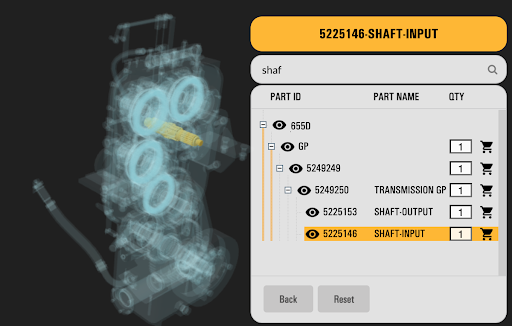 5225146-SHAFT-INPUT
shaf
PART ID PART NAME QTY
655D
GP 1
5249249 1
5249250 TRANSMISSION GP 1
5225153 SHAFT-OUTPUT 1
5225146 SHAFT-INPUT 1
Back Reset